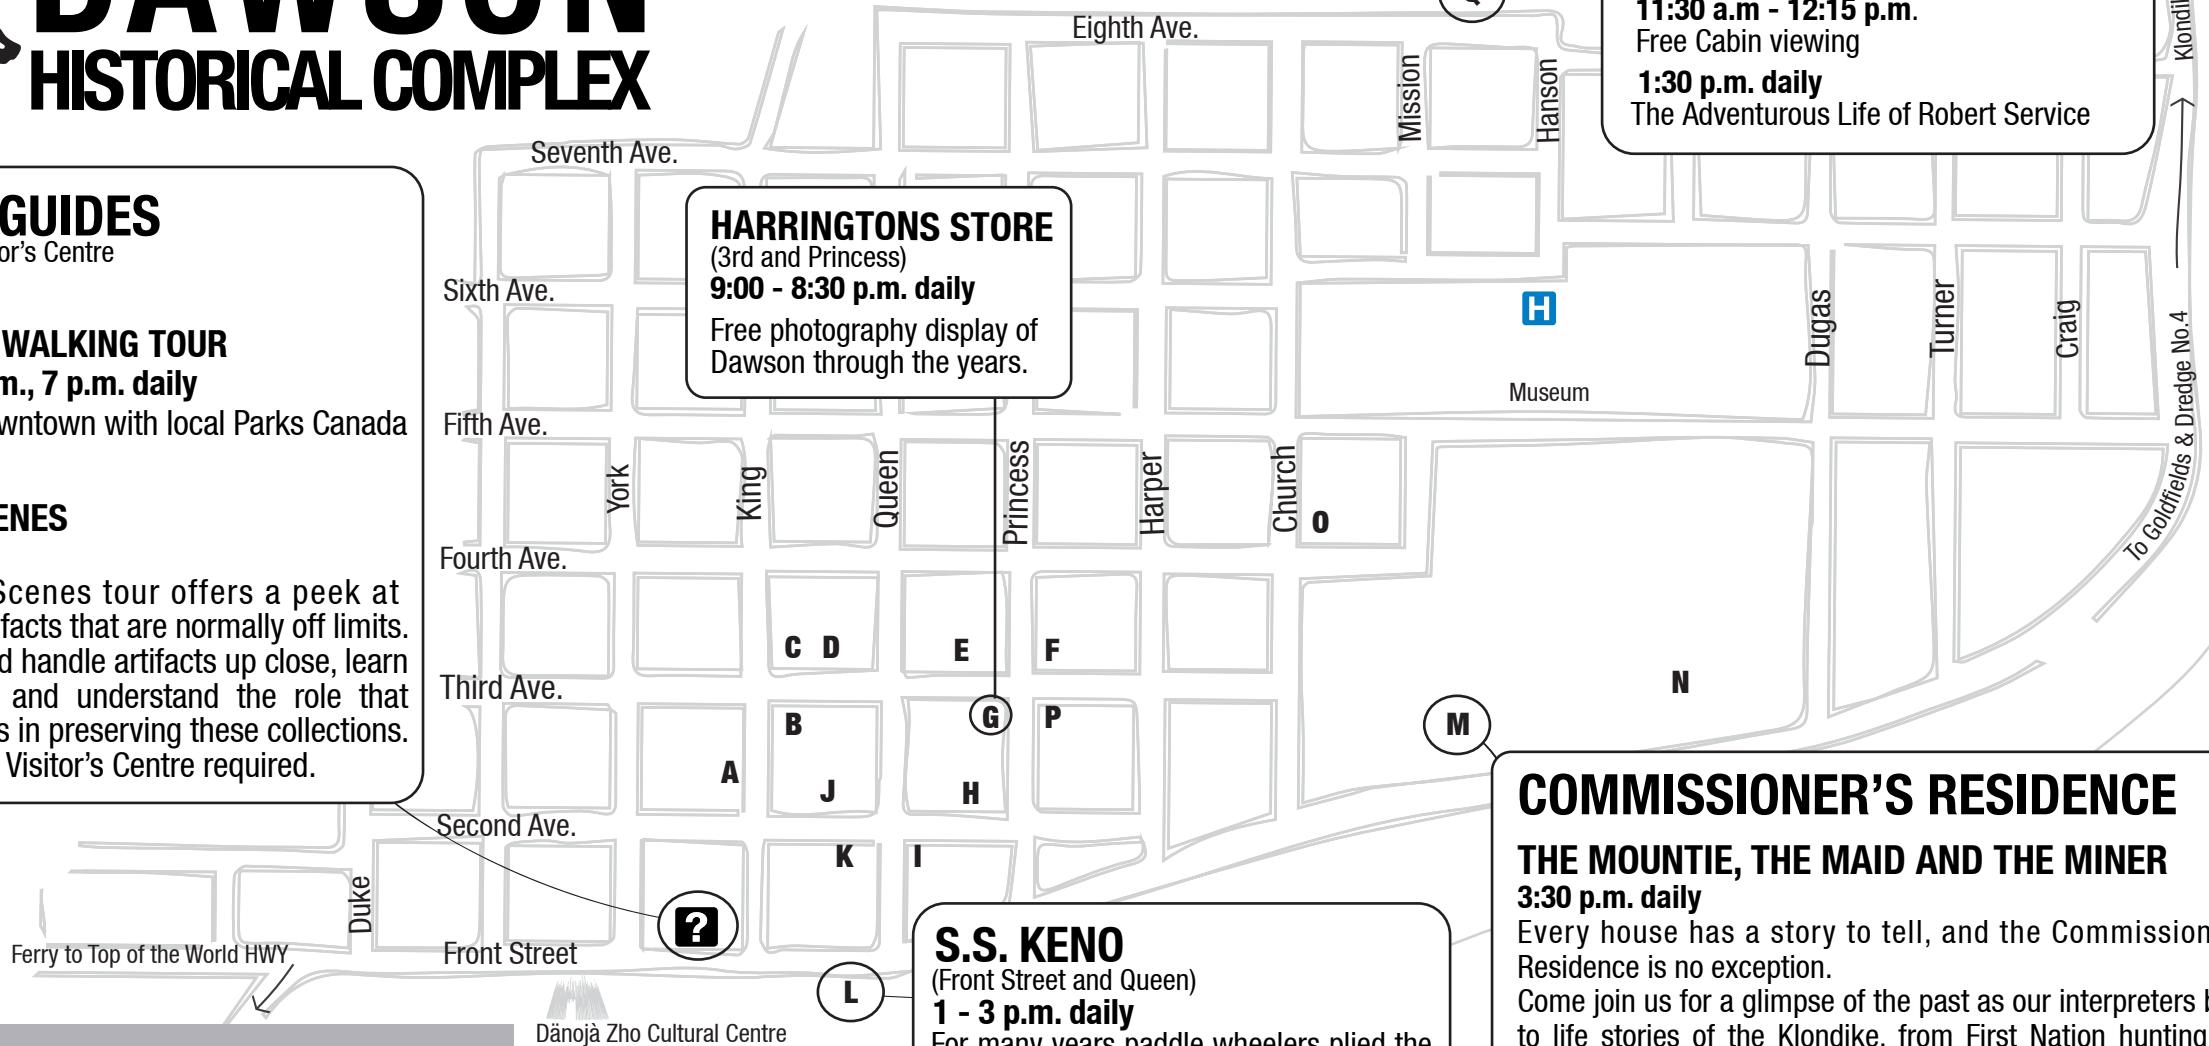 DAWSON
HISTORICAL COMPLEX
Eighth Ave.
11:30 a.m - 12:15 p.m.
Free Cabin viewing
1:30 p.m. daily
The Adventurous Life of Robert Service
Mission
Hanson
Seventh Ave.
GUIDES
Centre
WALKING TOUR
7 p.m. daily
with local Parks Canada
Scenes tour offers a peek at
that are normally off limits.
handle artifacts up close, learn
and understand the role that
in preserving these collections.
Visitor's Centre required.
HARRINGTONS STORE
(3rd and Princess)
9:00 - 8:30 p.m. daily
Free photography display of
Dawson through the years.
Sixth Ave.
H
Museum
Dugas
Turner
Craig
To Goldfields & Dredge No.4
Fifth Ave.
York
King
Queen
Princess
Harper
Church
O
Fourth Ave.
C D E F
Third Ave.
B G P
A J H
N
M
Second Ave.
K I
Duke
?
Ferry to Top of the World HWY
Front Street
L
Dänojà Zho Cultural Centre
S.S. KENO
(Front Street and Queen)
1 - 3 p.m. daily
For many years paddle wheelers plied the
COMMISSIONER'S RESIDENCE
THE MOUNTIE, THE MAID AND THE MINER
3:30 p.m. daily
Every house has a story to tell, and the
Residence is no exception.
Come join us for a glimpse of the past as our interpreters
to life stories of the Klondike, from First Nation hunting